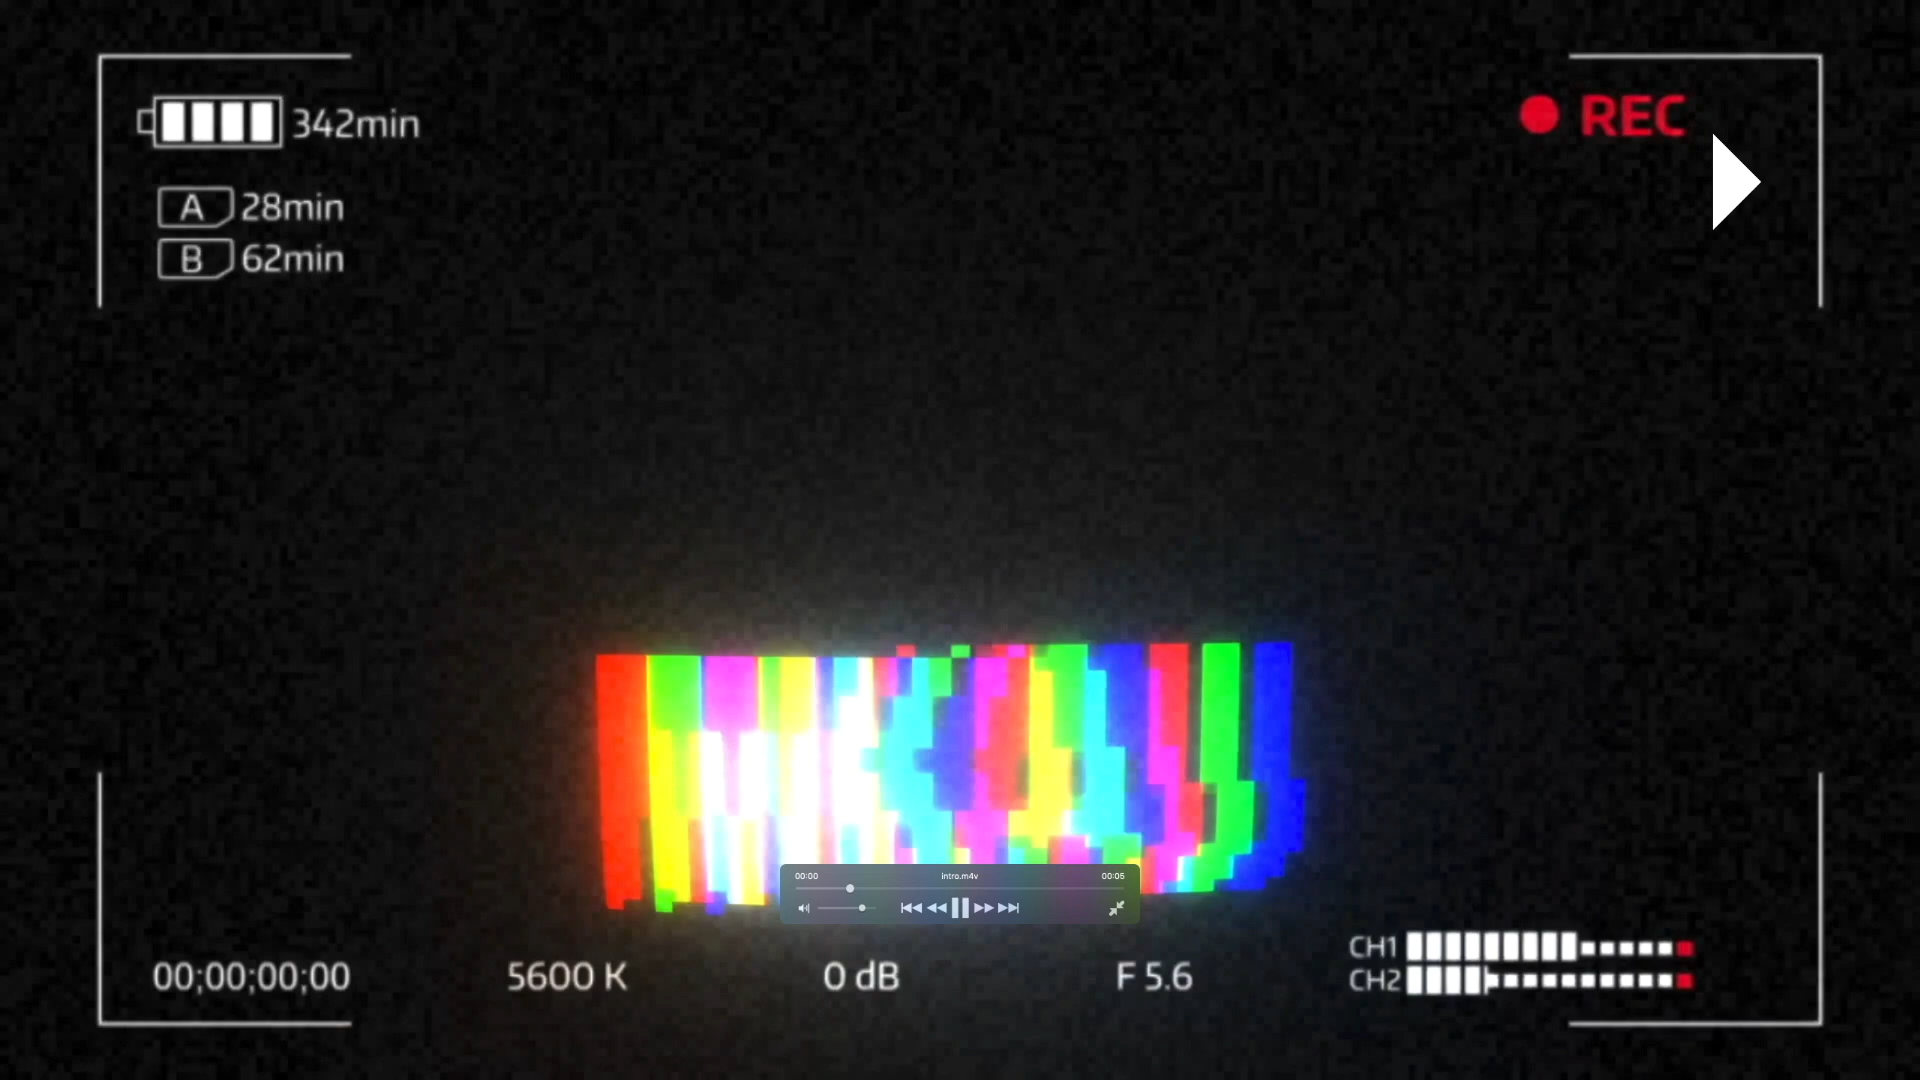 342min
REC
A 28min
B 62min
00:00 intro.m4v 00:05
00;00;00;00 5600 K 0 dB F 5.6
CH1
CH2